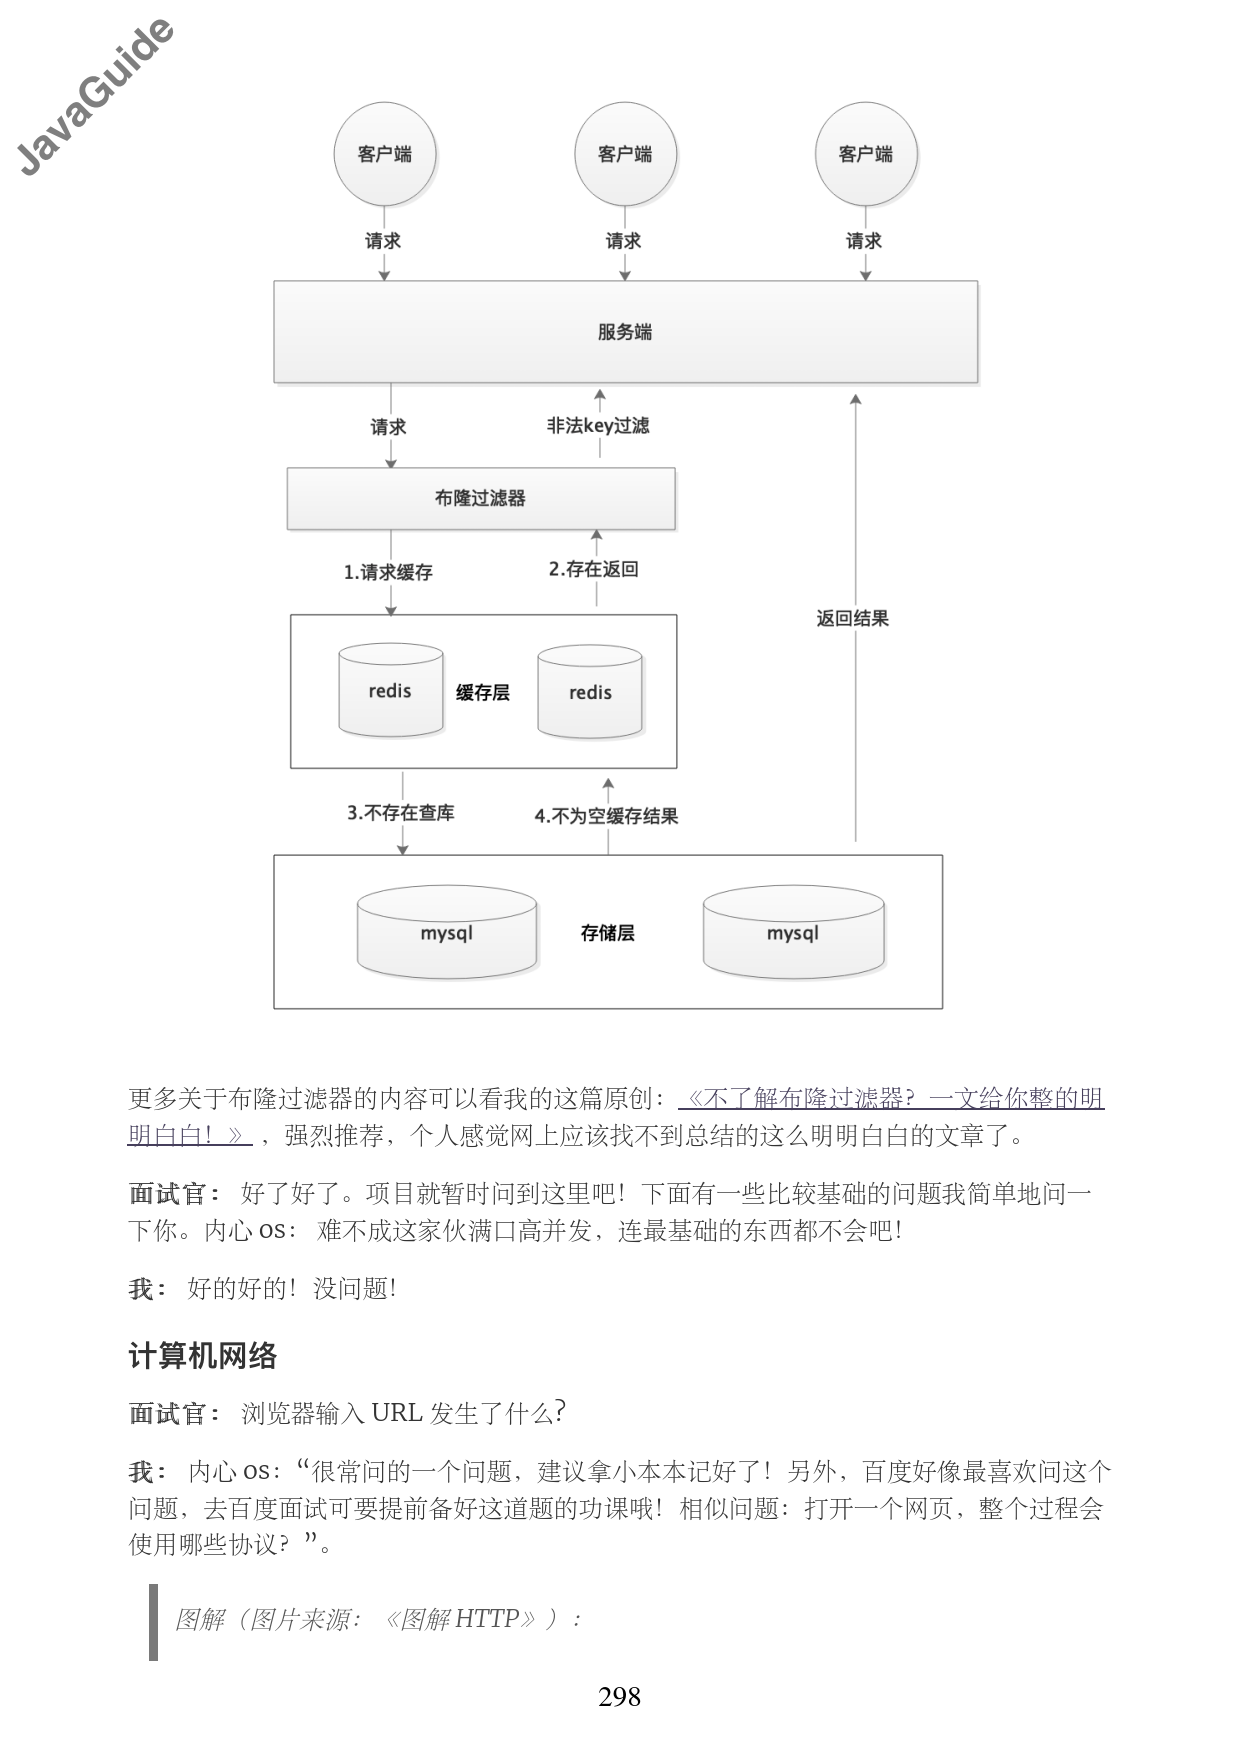 JavaGuide
客户端 客户端 客户端
请求 请求 请求
服务端
请求 非法key过滤
布隆过滤器
1.请求缓存 2.存在返回
返回结果
redis 缓存层 redis
3.不存在查库 4.不为空缓存结果
mysql 存储层 mysql
更多关于布隆过滤器的内容可以看我的这篇原创：《不了解布隆过滤器？一文给你整的明
明白白！》 ，强烈推荐，个人感觉网上应该找不到总结的这么明明白白的文章了。
面试官： 好了好了。项目就暂时问到这里吧！下面有一些比较基础的问题我简单地问一
下你。内心 os： 难不成这家伙满口高并发，连最基础的东西都不会吧！
我： 好的好的！没问题！
计算机网络
面试官： 浏览器输入 URL 发生了什么?
我： 内心 os：“很常问的一个问题，建议拿小本本记好了！另外，百度好像最喜欢问这个
问题，去百度面试可要提前备好这道题的功课哦！相似问题：打开一个网页，整个过程会
使用哪些协议？”。
图解（图片来源：《图解 HTTP》）：
298